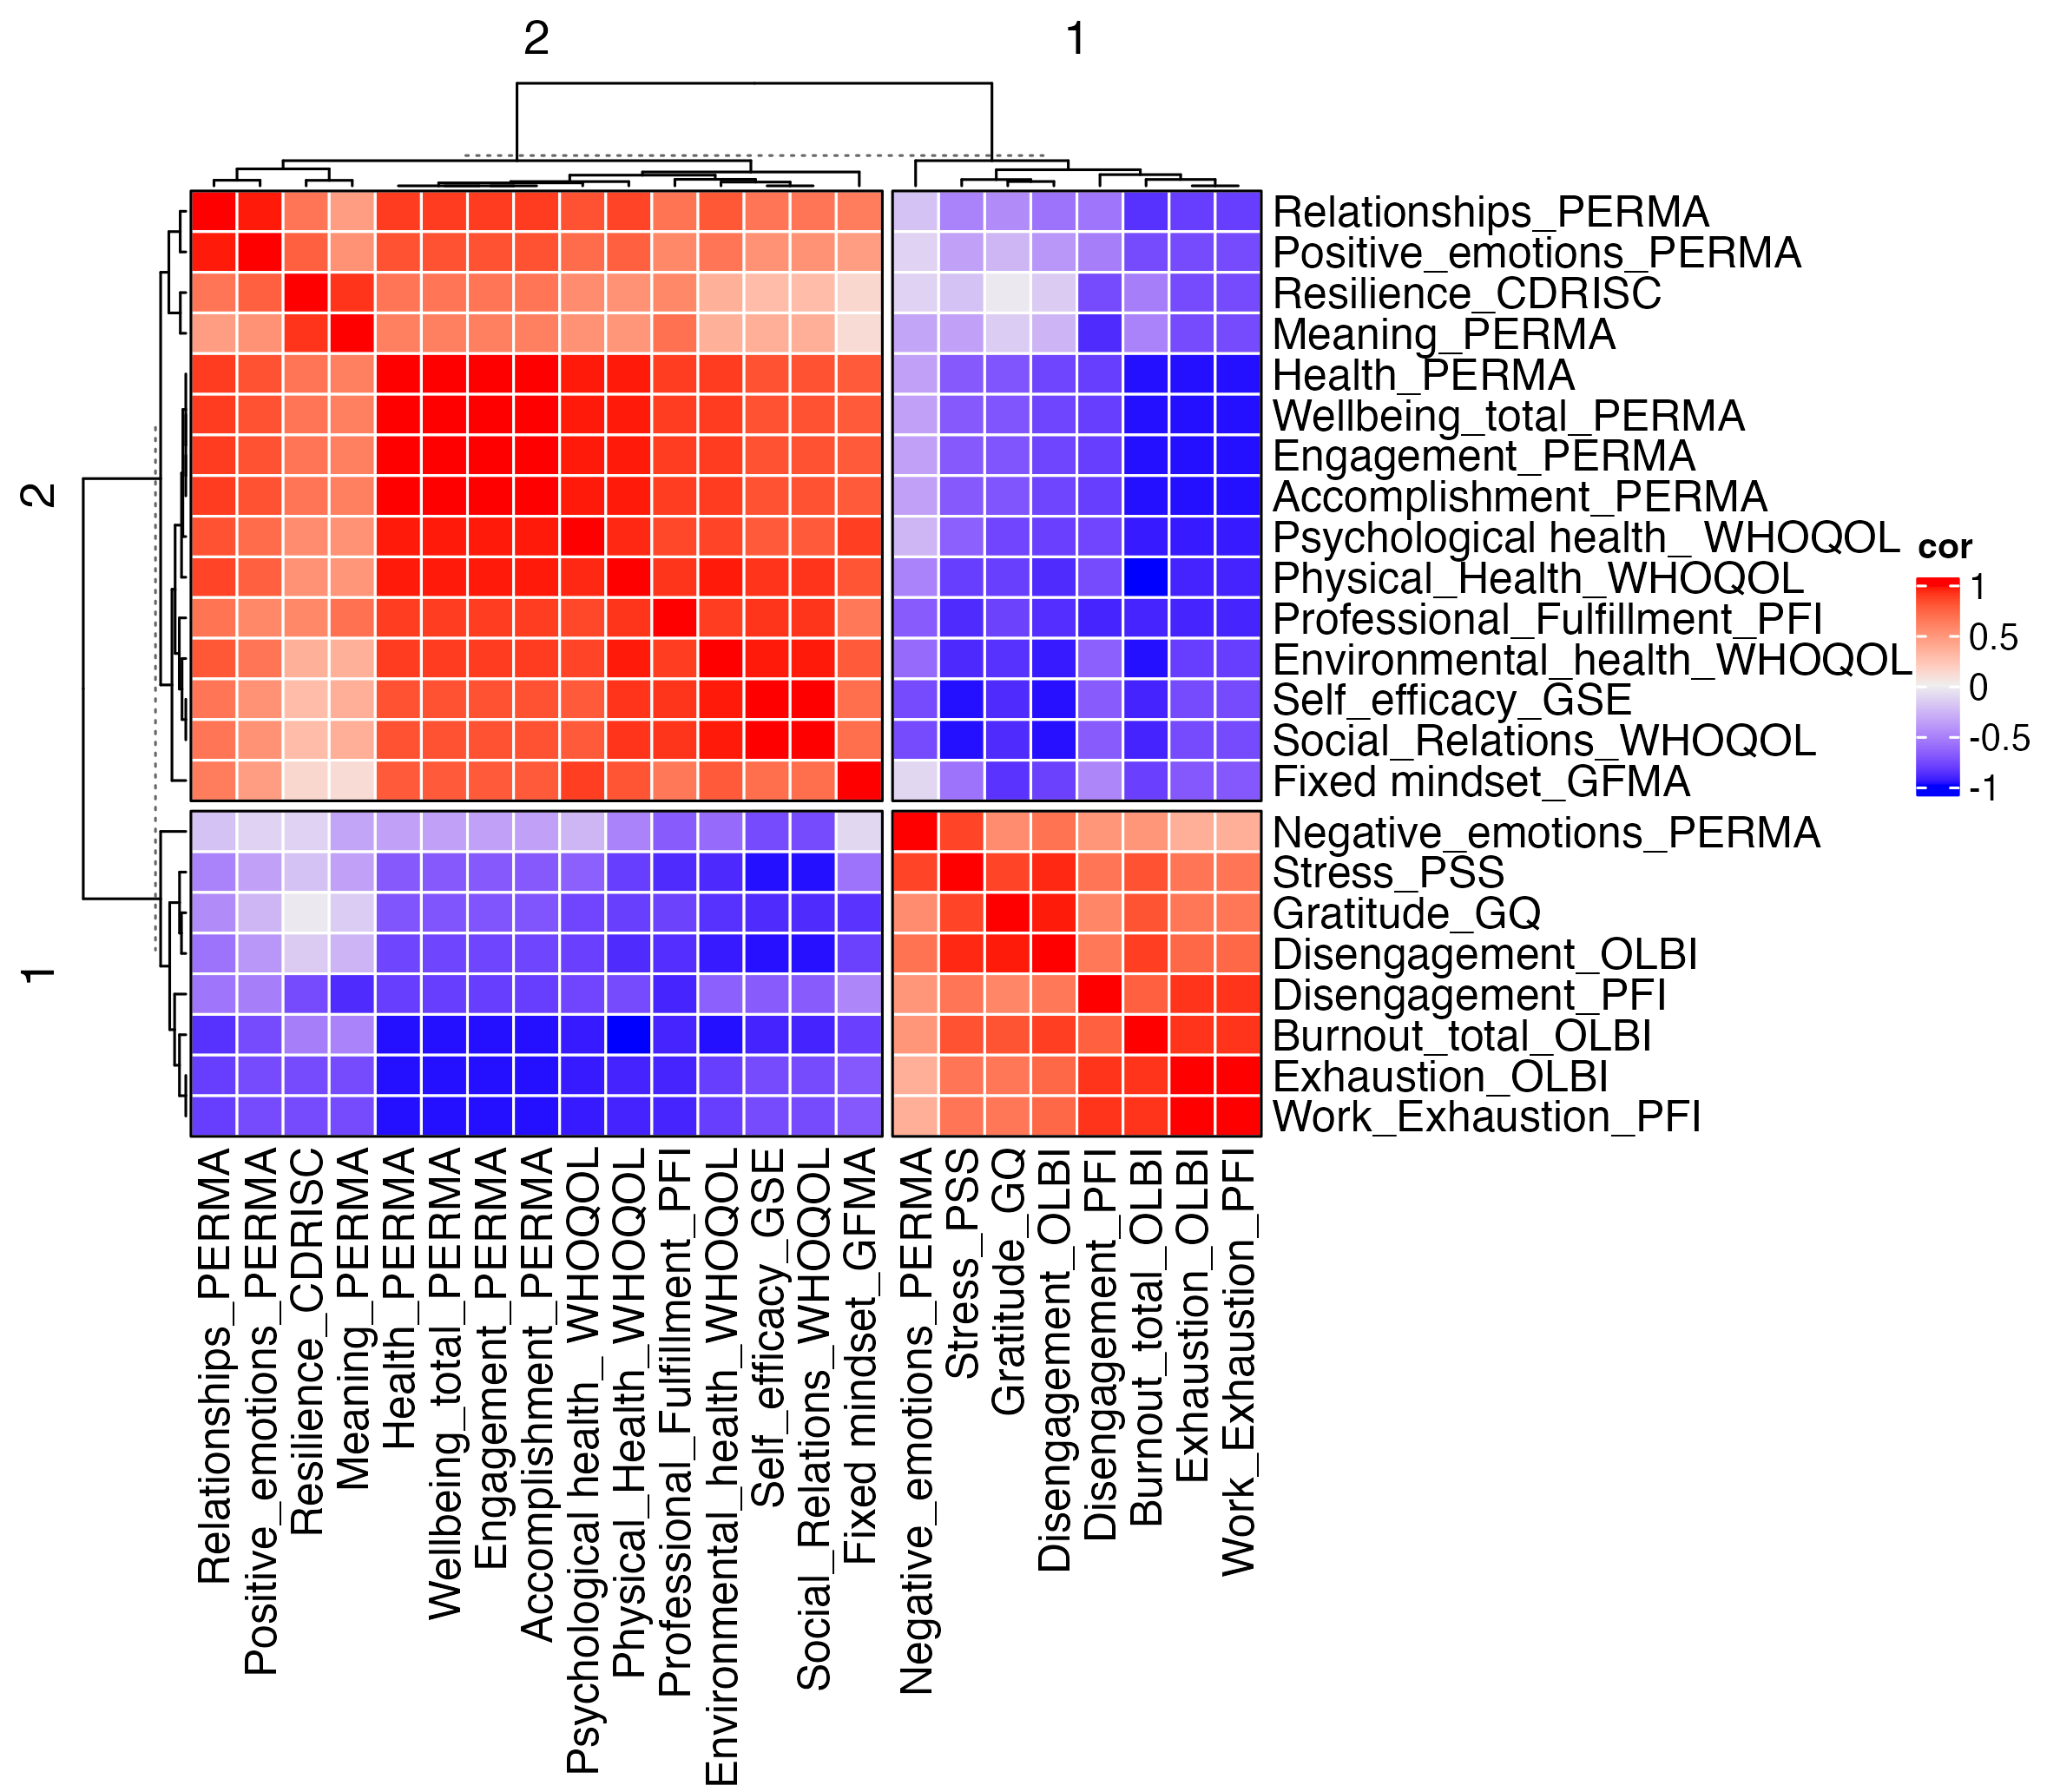 2 1
2
1
Relationships_PERMA
Positive_emotions_PERMA
Resilience_CDRISC
Meaning_PERMA
Health_PERMA
Wellbeing_total_PERMA
Engagement_PERMA
Accomplishment_PERMA
Psychological health_ WHOQOL
Physical_Health_WHOQOL
Professional_Fulfillment_PFI
Environmental_health_WHOQOL
Self_efficacy_GSE
Social_Relations_WHOQOL
Fixed mindset_GFMA
Negative_emotions_PERMA
Stress_PSS
Gratitude_GQ
Disengagement_OLBI
Disengagement_PFI
Burnout_total_OLBI
Exhaustion_OLBI
Work_Exhaustion_PFI
cor
1
0.5
0
-0.5
-1
Relationships_PERMA
Positive_emotions_PERMA
Resilience_CDRISC
Meaning_PERMA
Health_PERMA
Wellbeing_total_PERMA
Engagement_PERMA
Accomplishment_PERMA
Psychological health_ WHOQOL
Physical_Health_WHOQOL
Professional_Fulfillment_PFI
Environmental_health_WHOQOL
Self_efficacy_GSE
Social_Relations_WHOQOL
Fixed mindset_GFMA
Negative_emotions_PERMA
Stress_PSS
Gratitude_GQ
Disengagement_OLBI
Disengagement_PFI
Burnout_total_OLBI
Exhaustion_OLBI
Work_Exhaustion_PFI